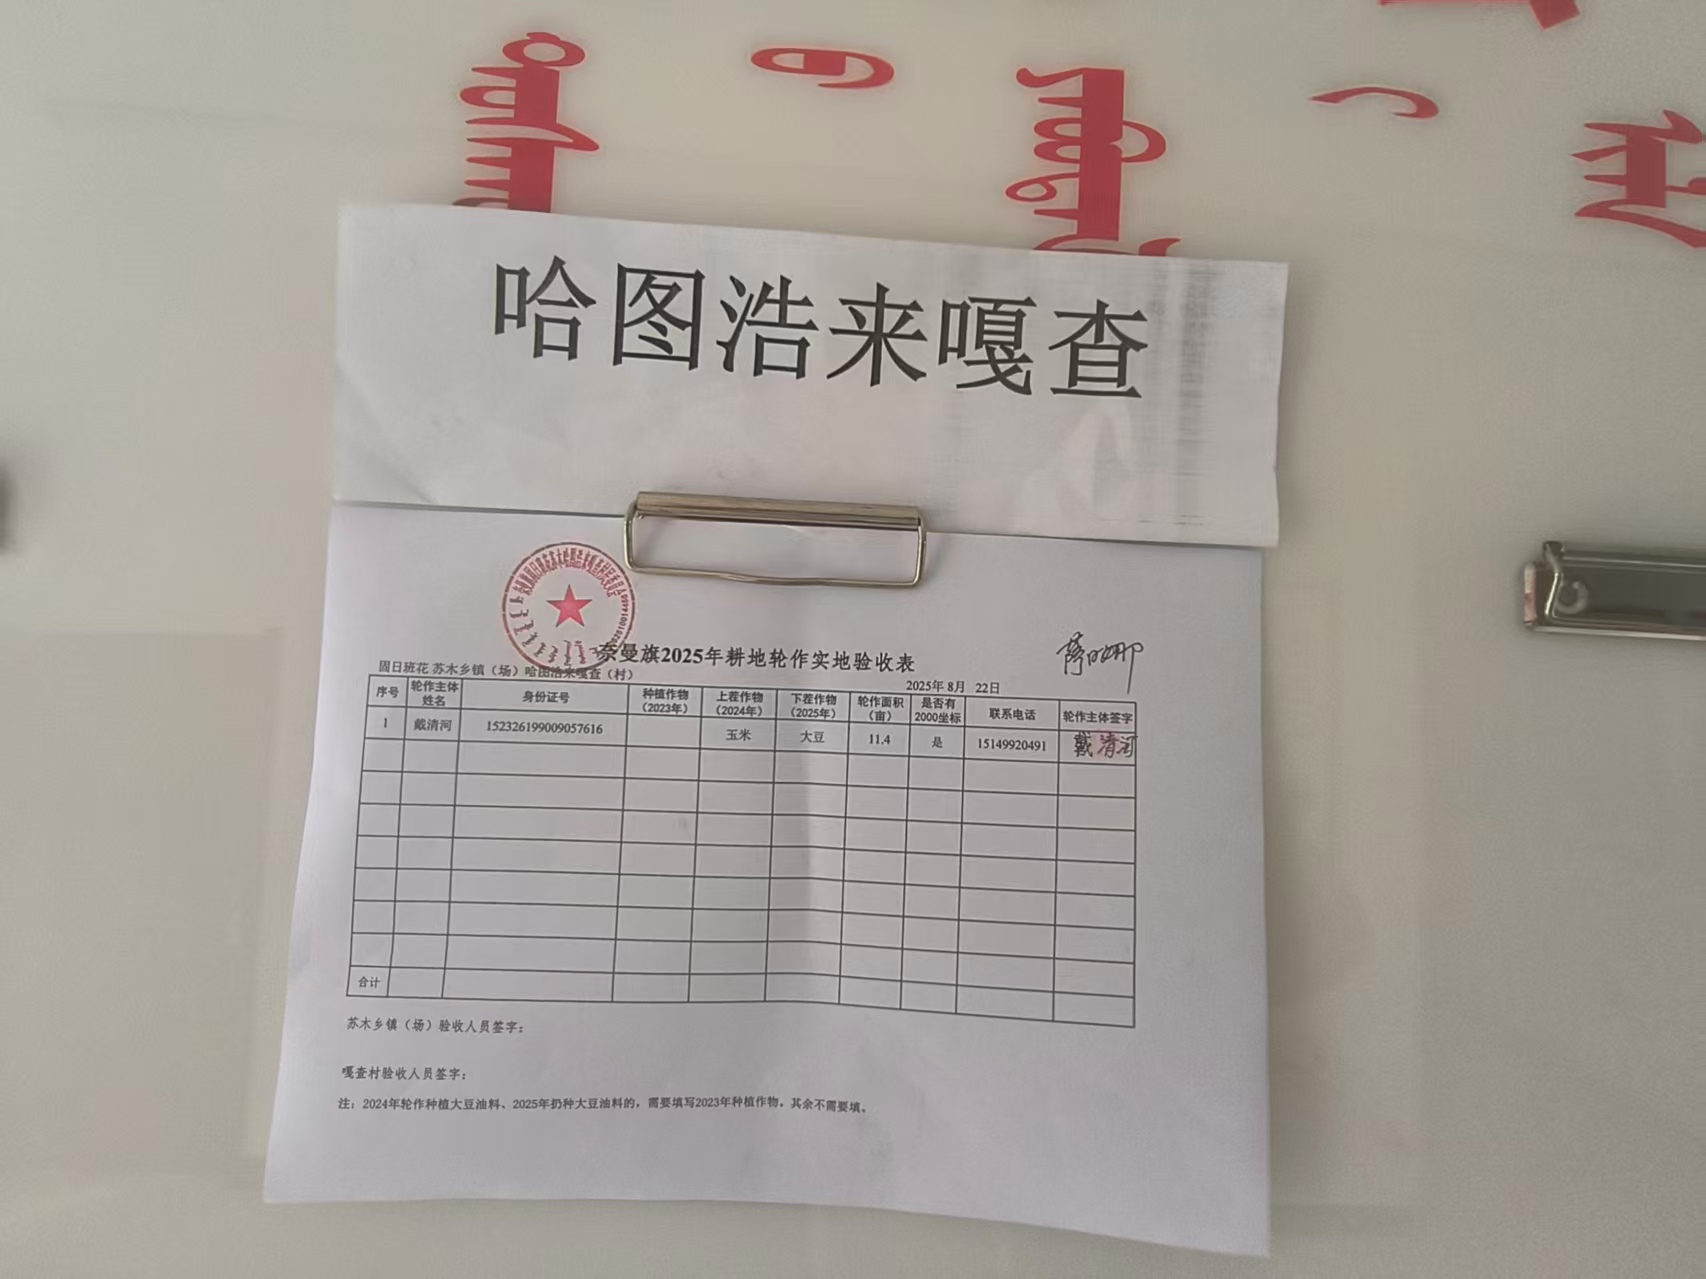 哈图浩来嘎查
奈曼旗2025年耕地轮作实地验收表
固日班花 苏木乡镇（场）哈图浩来嘎查（村）
2025年 8月 22日
序号 轮作主体姓名 身份证号 种植作物（2023年） 上茬作物（2024年） 下茬作物（2025年） 轮作面积（亩） 是否有2000坐标 联系电话 轮作主体签字
1 戴清河 152326199009057616 玉米 大豆 11.4 是 15149920491 戴清河
合计
苏木乡镇（场）验收人员签字：
嘎查村验收人员签字：
注：2024年轮作种植大豆油料、2025年扔种大豆油料的，需要填写2023年种植作物，其余不需要填。